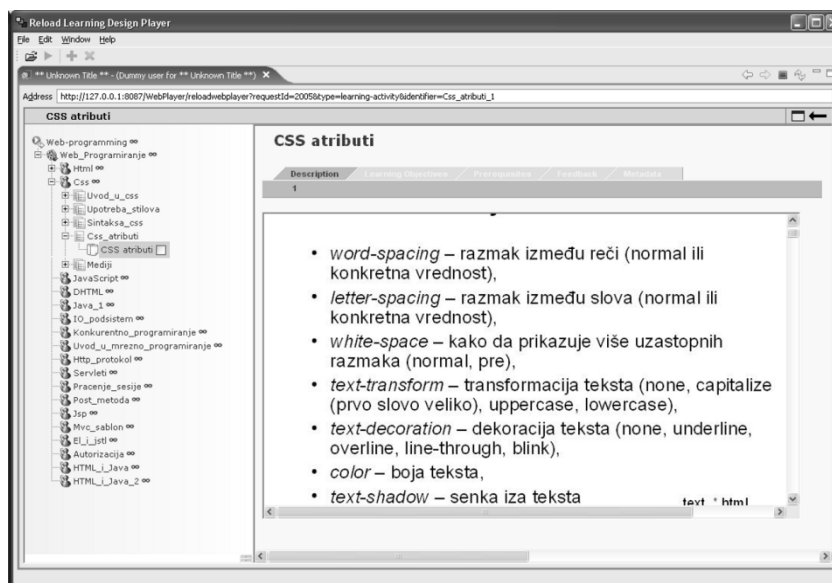 Reload Learning Design Player
File Edit Window Help
** Unknown Title ** - (Dummy user for ** Unknown Title **)
Address http://127.0.0.1:8087/WebPlayer/reloadwebplayer?requestId=2005&type=learning-activity&identifier=Css_atributi_1
CSS atributi
Web-programming
Web_Programiranje
Html
Css
Uvod_u_css
Upotreba_stilova
Sintaksa_css
Css_atributi
CSS atributi
Mediji
JavaScript
DHTML
Java_1
IO_podsistem
Konkurentno_programiranje
Uvod_u_mrezno_programiranje
Http_protokol
Servleti
Pracenje_sesije
Post_metoda
Jsp
Mvc_sablon
El_i_jstl
Autorizacija
HTML_i_Java
HTML_i_Java_2
CSS atributi
Description Learning Objectives Prerequisites Feedback Metadata
1
• word-spacing – razmak između reči (normal ili
konkretna vrednost),
• letter-spacing – razmak između slova (normal ili
konkretna vrednost),
• white-space – kako da prikazuje više uzastopnih
razmaka (normal, pre),
• text-transform – transformacija teksta (none, capitalize
(prvo slovo veliko), uppercase, lowercase),
• text-decoration – dekoracija teksta (none, underline,
overline, line-through, blink),
• color – boja teksta,
• text-shadow – senka iza teksta
text * html